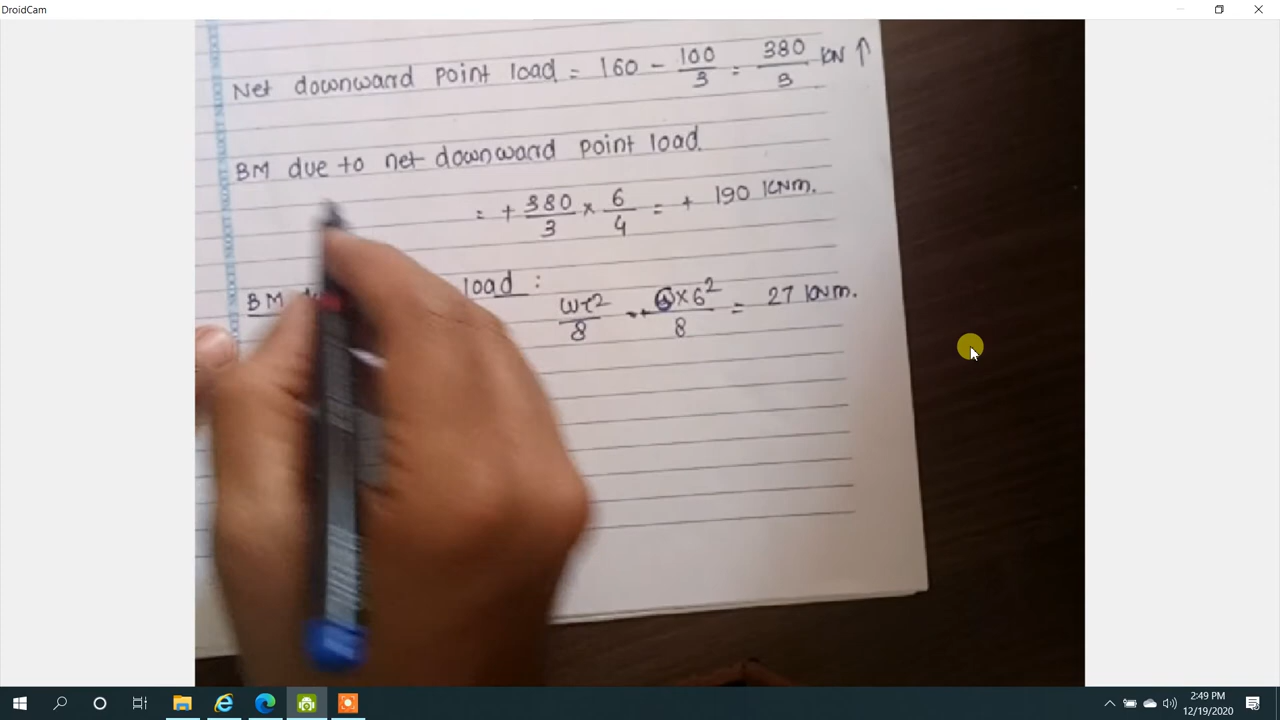 DroidCam
Net downward point load = 160 - 100/3 = 380/3 KN ↑
BM due to net downward point load.
= + 380/3 × 6/4 = + 190 KNm.
BM load :
wl²/8 = + 6×6²/8 = 27 KNm.
2:49 PM
12/19/2020